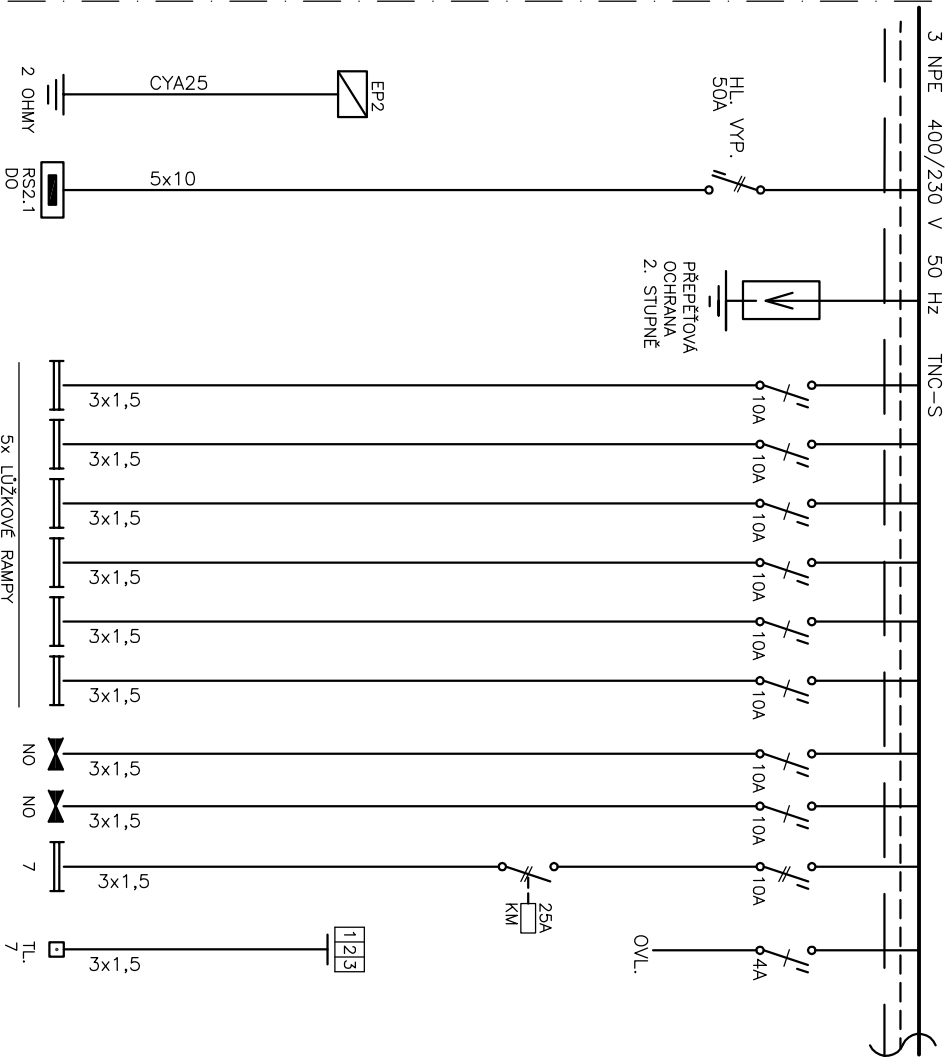 3 NPE 400/230 V 50 Hz TNC-S
EP2
CYA25
2 OHMY
HL. VYP.
50A
5x10
RS2.1
DO
PŘEPĚŤOVÁ
OCHRANA
2. STUPNĚ
10A
3x1,5
10A
3x1,5
10A
3x1,5
10A
3x1,5
10A
3x1,5
10A
3x1,5
5x LŮŽKOVÉ RAMPY
10A
3x1,5
NO
10A
3x1,5
NO
10A
25A
KM
3x1,5
7
4A
OVL.
1 2 3
3x1,5
TL.
7